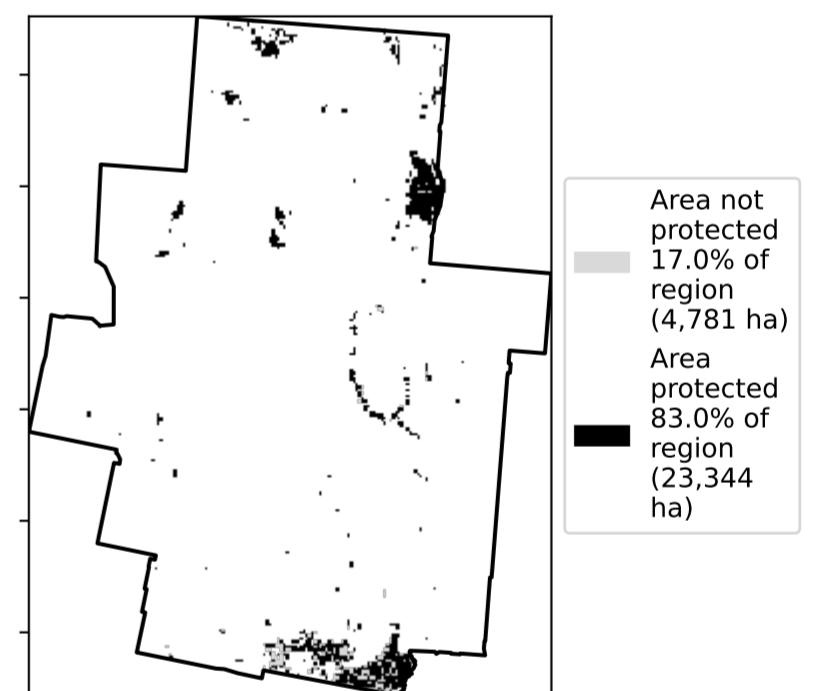 Area not
protected
17.0% of
region
(4,781 ha)
Area
protected
83.0% of
region
(23,344
ha)